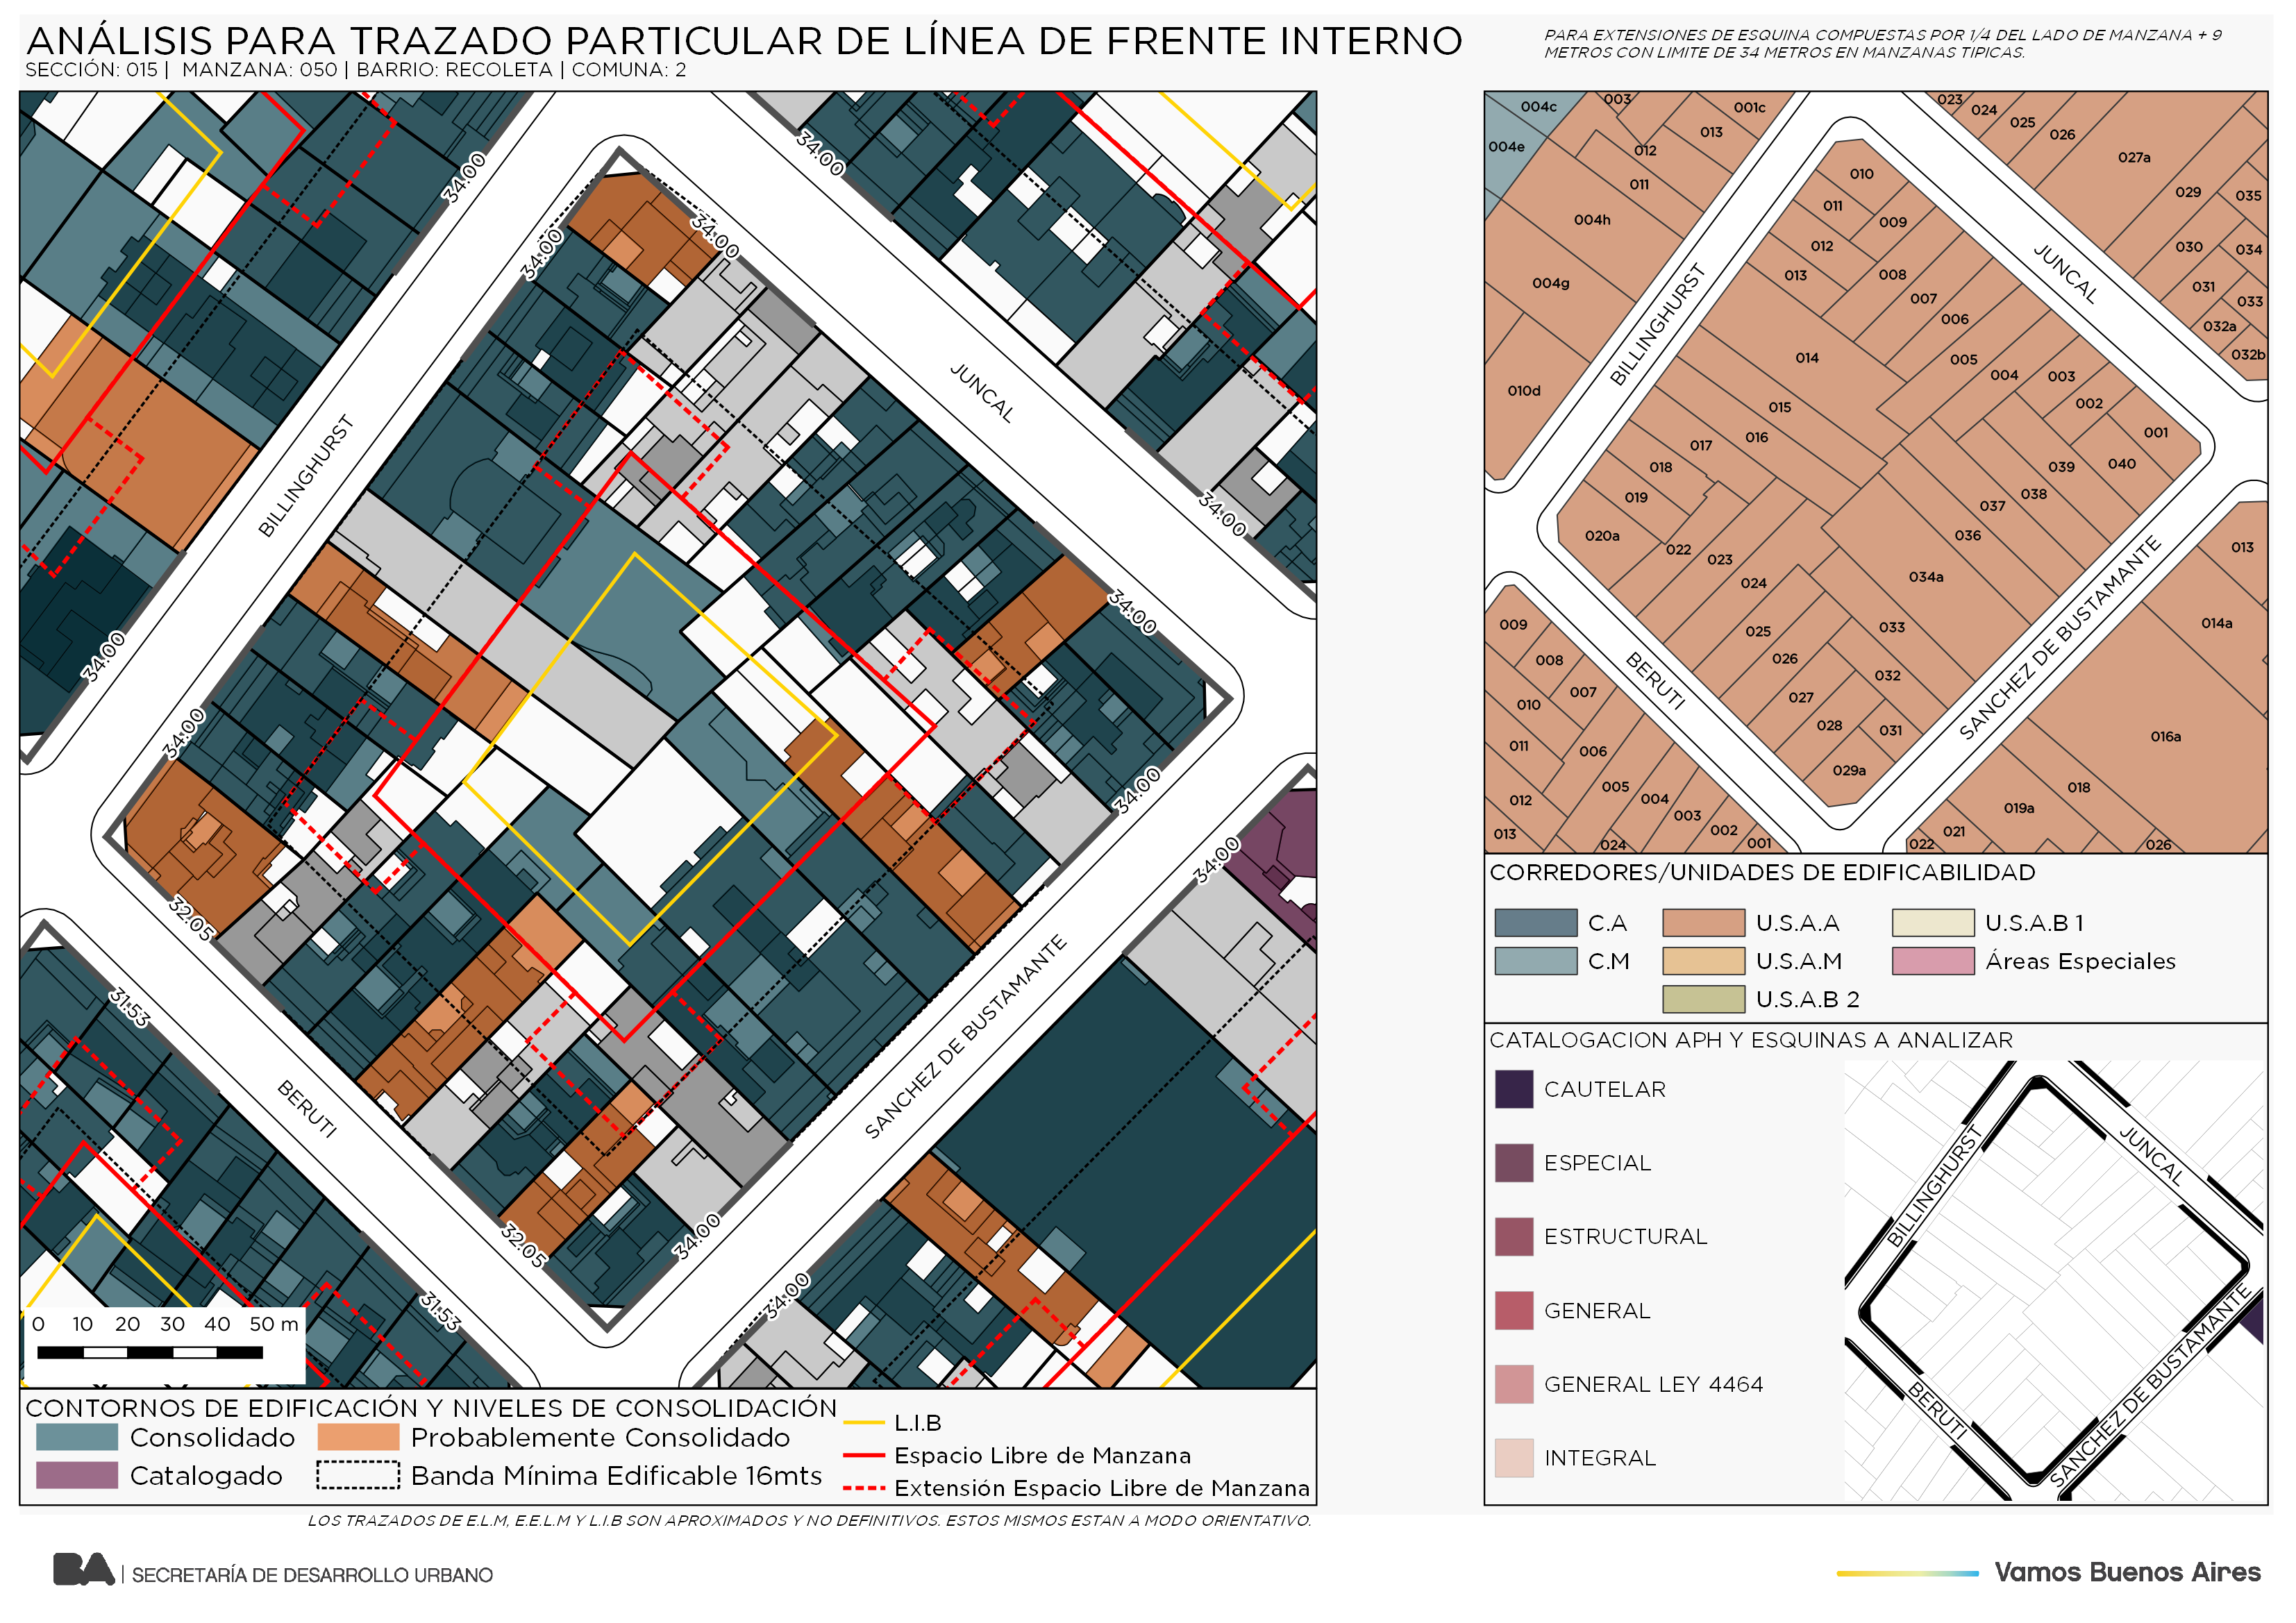 ANÁLISIS PARA TRAZADO PARTICULAR DE LÍNEA DE FRENTE INTERNO
SECCIÓN: 015 | MANZANA: 050 | BARRIO: RECOLETA | COMUNA: 2
PARA EXTENSIONES DE ESQUINA COMPUESTAS POR 1/4 DEL LADO DE MANZANA + 9
METROS CON LIMITE DE 34 METROS EN MANZANAS TIPICAS.
34.00
34.00
34.00
34.00
JUNCAL
BILLINGHURST
34.00
34.00
34.00
34.00
34.00
34.00
32.05
31.53
SANCHEZ DE BUSTAMANTE
BERUTI
32.05
34.00
34.00
31.53
0 10 20 30 40 50 m
CONTORNOS DE EDIFICACIÓN Y NIVELES DE CONSOLIDACIÓN
Consolidado
Probablemente Consolidado
Catalogado
Banda Mínima Edificable 16mts
L.I.B
Espacio Libre de Manzana
Extensión Espacio Libre de Manzana
LOS TRAZADOS DE E.L.M, E.E.L.M Y L.I.B SON APROXIMADOS Y NO DEFINITIVOS. ESTOS MISMOS ESTAN A MODO ORIENTATIVO.
004c
003
001c
023
024
025
026
013
004e
012
027a
010
011
029
035
004h
011
009
012
030
034
JUNCAL
013
008
004g
031
033
007
BILLINGHURST
006
032a
014
005
032b
004
003
010d
015
002
016
001
017
018
039
040
019
038
037
020a
036
022
023
013
024
034a
009
025
033
014a
008
026
BERUTI
032
SANCHEZ DE BUSTAMANTE
007
027
010
028
031
011
006
016a
029a
005
018
012
004
019a
003
013
002
021
024
001
022
026
CORREDORES/UNIDADES DE EDIFICABILIDAD
C.A
U.S.A.A
U.S.A.B 1
C.M
U.S.A.M
Áreas Especiales
U.S.A.B 2
CATALOGACION APH Y ESQUINAS A ANALIZAR
CAUTELAR
ESPECIAL
ESTRUCTURAL
GENERAL
GENERAL LEY 4464
INTEGRAL
JUNCAL
BILLINGHURST
BERUTI
SANCHEZ DE BUSTAMANTE
BA | SECRETARÍA DE DESARROLLO URBANO
Vamos Buenos Aires